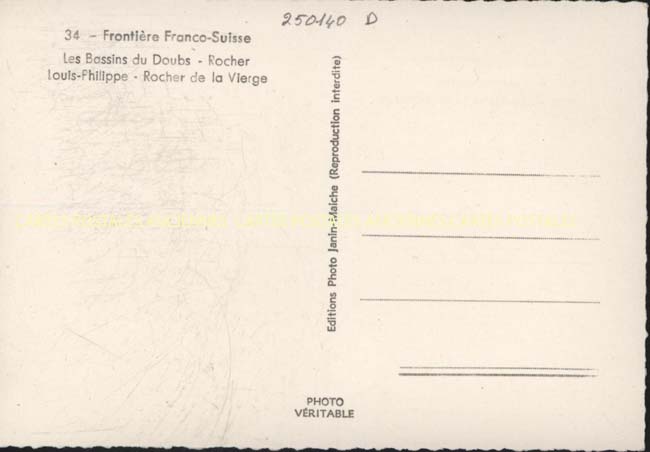 250140 D
34 - Frontière Franco-Suisse
Les Bassins du Doubs - Rocher
Louis-Philippe - Rocher de la Vierge
Editions Photo Janin-Maiche (Reproduction interdite)
PHOTO
VÉRITABLE